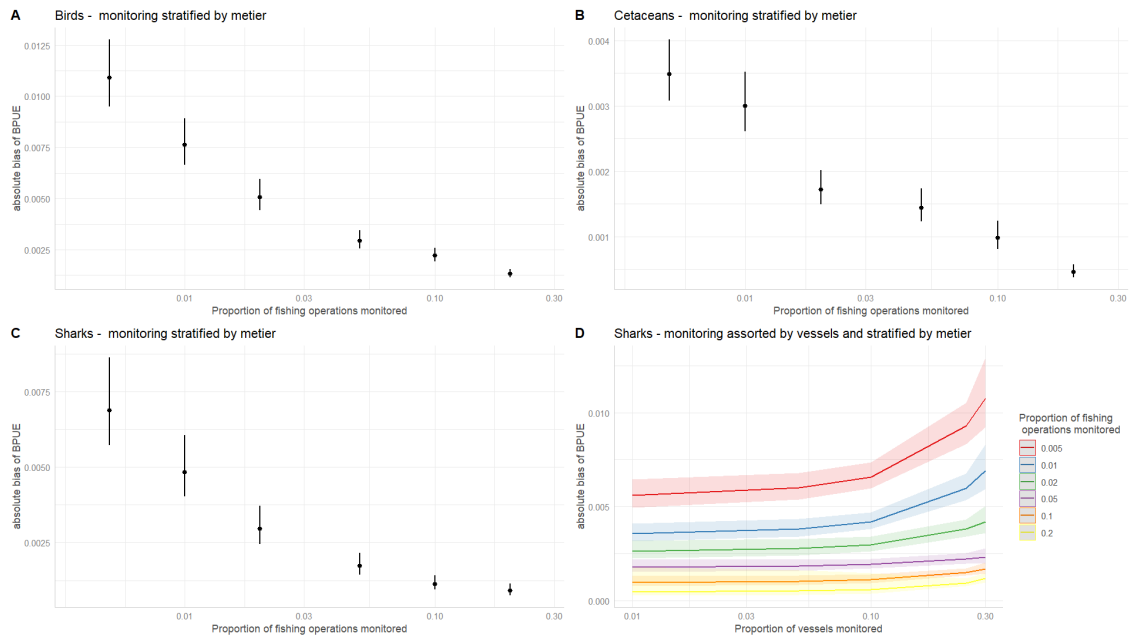 A
Birds -  monitoring stratified by metier
absolute bias of BPUE
0.0125
0.0100
0.0075
0.0050
0.0025
0.01
0.03
0.10
0.30
Proportion of fishing operations monitored
B
Cetaceans -  monitoring stratified by metier
absolute bias of BPUE
0.004
0.003
0.002
0.001
0.01
0.03
0.10
0.30
Proportion of fishing operations monitored
C
Sharks -  monitoring stratified by metier
absolute bias of BPUE
0.0075
0.0050
0.0025
0.01
0.03
0.10
0.30
Proportion of fishing operations monitored
D
Sharks - monitoring assorted by vessels and stratified by metier
absolute bias of BPUE
0.010
0.005
0.000
0.01
0.03
0.10
0.30
Proportion of vessels monitored
Proportion of fishing
operations monitored
0.005
0.01
0.02
0.05
0.1
0.2